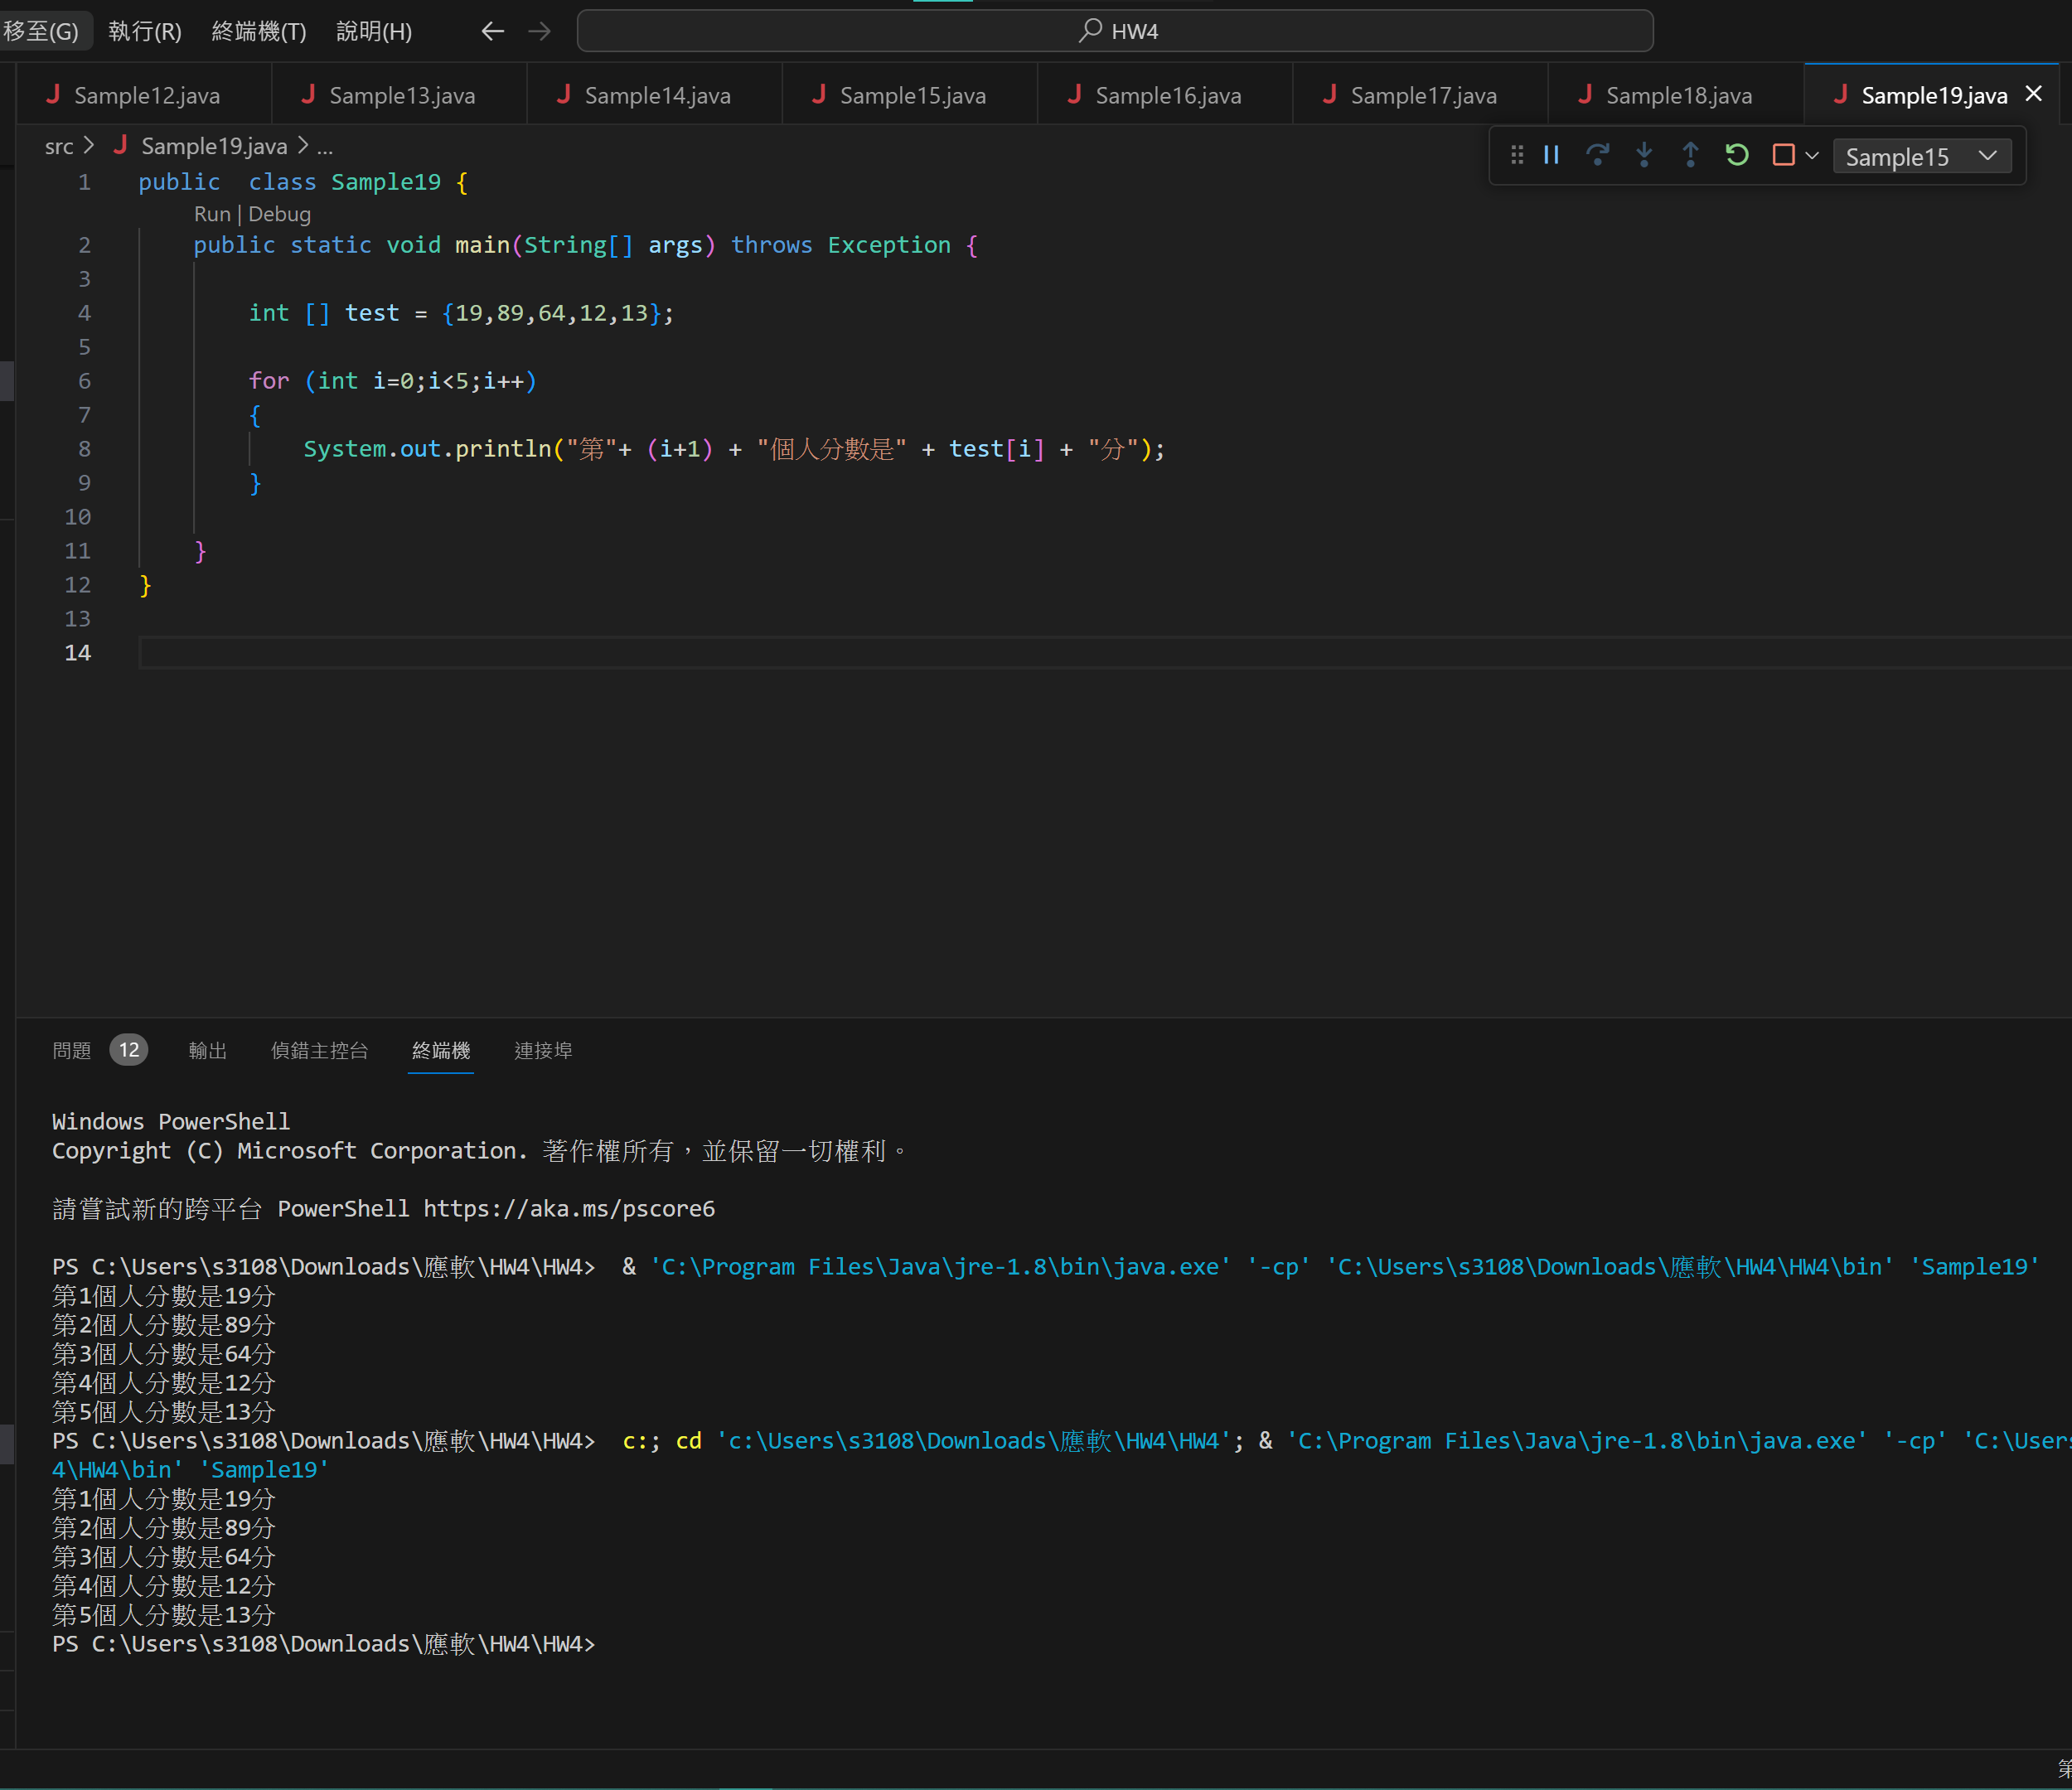 移至(G) 執行(R) 終端機(T) 說明(H) HW4
Sample12.java Sample13.java Sample14.java Sample15.java Sample16.java Sample17.java Sample18.java Sample19.java
src > Sample19.java > ...
Sample15
1 public  class Sample19 {
Run | Debug
2 public static void main(String[] args) throws Exception {
3
4 int [] test = {19,89,64,12,13};
5
6 for (int i=0;i<5;i++)
7 {
8 System.out.println("第"+ (i+1) + "個人分數是" + test[i] + "分");
9 }
10
11 }
12 }
13
14
問題 12 輸出 偵錯主控台 終端機 連接埠
Windows PowerShell
Copyright (C) Microsoft Corporation. 著作權所有，並保留一切權利。
請嘗試新的跨平台 PowerShell https://aka.ms/pscore6
PS C:\Users\s3108\Downloads\應軟\HW4\HW4>  & 'C:\Program Files\Java\jre-1.8\bin\java.exe' '-cp' 'C:\Users\s3108\Downloads\應軟\HW4\HW4\bin' 'Sample19'
第1個人分數是19分
第2個人分數是89分
第3個人分數是64分
第4個人分數是12分
第5個人分數是13分
PS C:\Users\s3108\Downloads\應軟\HW4\HW4>  c:; cd 'c:\Users\s3108\Downloads\應軟\HW4\HW4'; & 'C:\Program Files\Java\jre-1.8\bin\java.exe' '-cp' 'C:\Users
4\HW4\bin' 'Sample19'
第1個人分數是19分
第2個人分數是89分
第3個人分數是64分
第4個人分數是12分
第5個人分數是13分
PS C:\Users\s3108\Downloads\應軟\HW4\HW4>